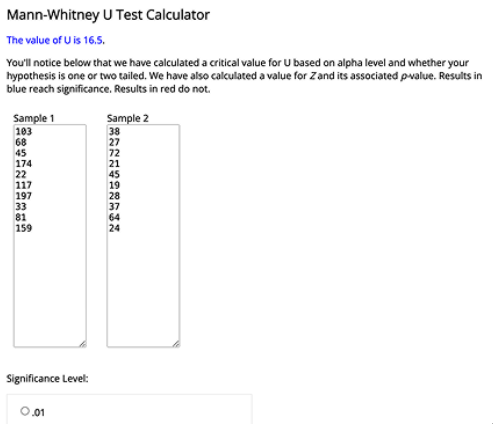 Mann-Whitney U Test Calculator
The value of U is 16.5.
You'll notice below that we have calculated a critical value for U based on alpha level and whether your
hypothesis is one or two tailed. We have also calculated a value for Z and its associated p-value. Results in
blue reach significance. Results in red do not.
Sample 1
103
68
45
174
22
117
197
33
81
159
Sample 2
38
27
72
21
45
19
28
37
64
24
Significance Level:
.01